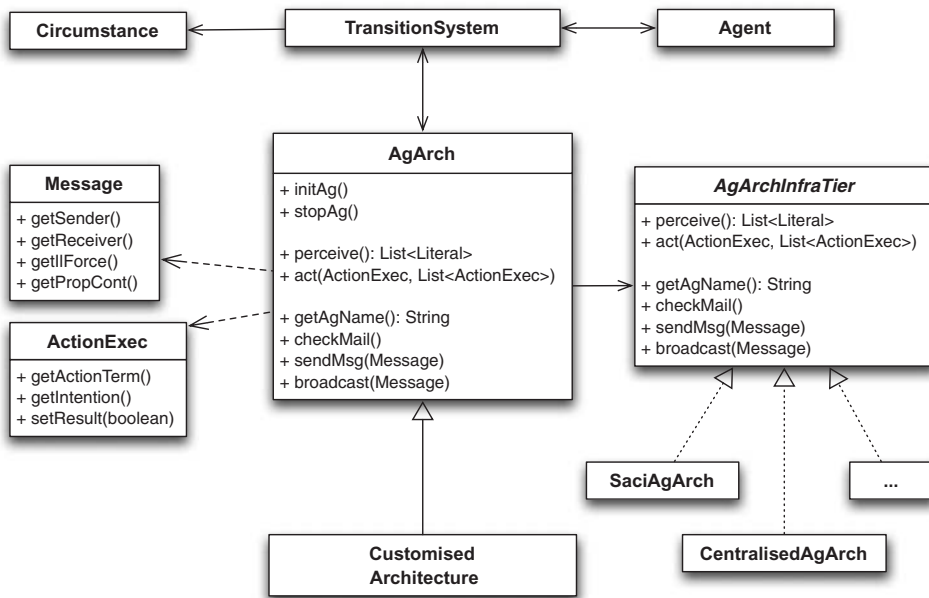 Circumstance
TransitionSystem
Agent
AgArch
+ initAg()
+ stopAg()
+ perceive(): List<Literal>
+ act(ActionExec, List<ActionExec>)
+ getAgName(): String
+ checkMail()
+ sendMsg(Message)
+ broadcast(Message)
Message
+ getSender()
+ getReceiver()
+ getIlForce()
+ getPropCont()
AgArchInfraTier
+ perceive(): List<Literal>
+ act(ActionExec, List<ActionExec>)
+ getAgName(): String
+ checkMail()
+ sendMsg(Message)
+ broadcast(Message)
ActionExec
+ getActionTerm()
+ getIntention()
+ setResult(boolean)
SaciAgArch
...
Customised
Architecture
CentralisedAgArch